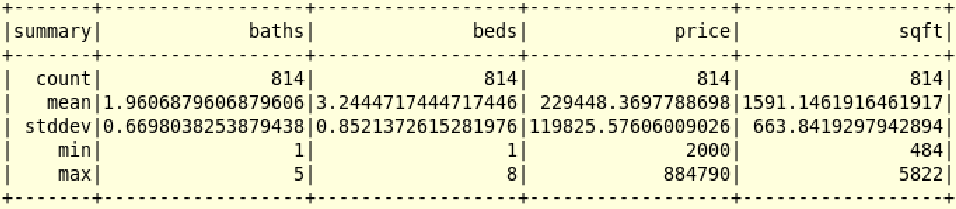 +-------+------------------+------------------+------------------+------------------+
|summary|             baths|              beds|             price|              sqft|
+-------+------------------+------------------+------------------+------------------+
|  count|               814|               814|               814|               814|
|   mean|1.9606879606879606|3.2444717444717446| 229448.3697788698|1591.1461916461917|
| stddev|0.6698038253879438|0.8521372615281976|119825.57606009026| 663.8419297942894|
|    min|                 1|                 1|              2000|               484|
|    max|                 5|                 8|            884790|              5822|
+-------+------------------+------------------+------------------+------------------+